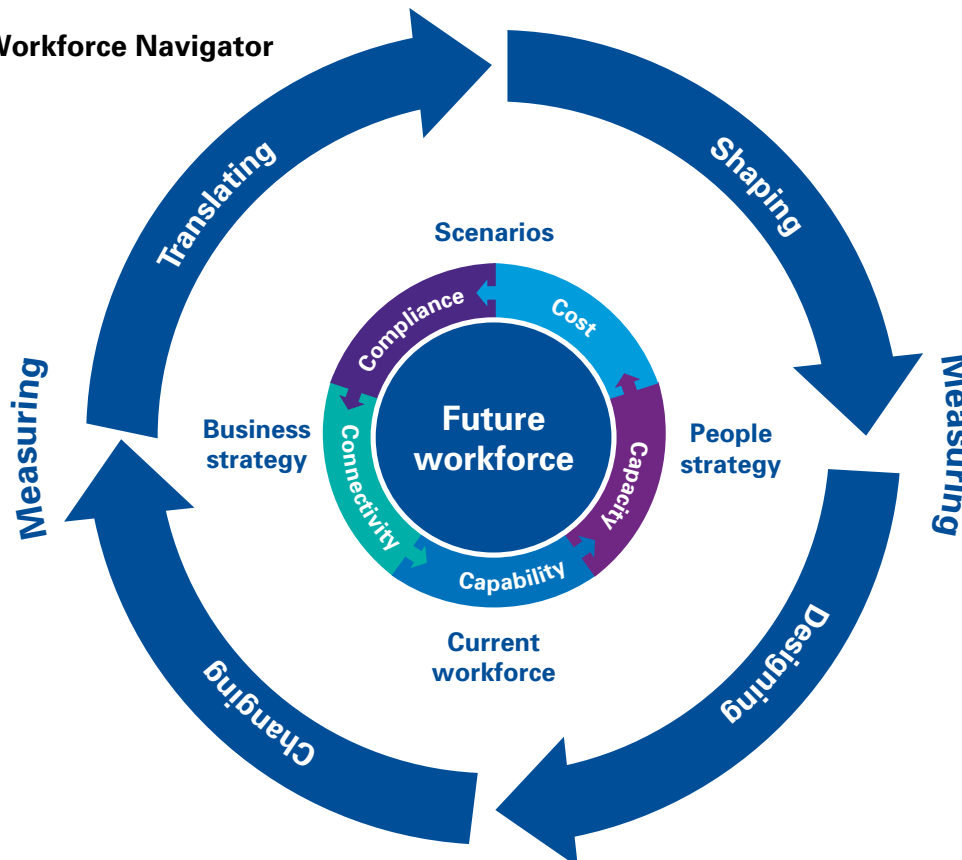 Workforce Navigator
Translating
Shaping
Scenarios
Compliance
Cost
Measuring
Business
strategy
Connectivity
Future
workforce
Capacity
People
strategy
Measuring
Capability
Current
workforce
Changing
Designing